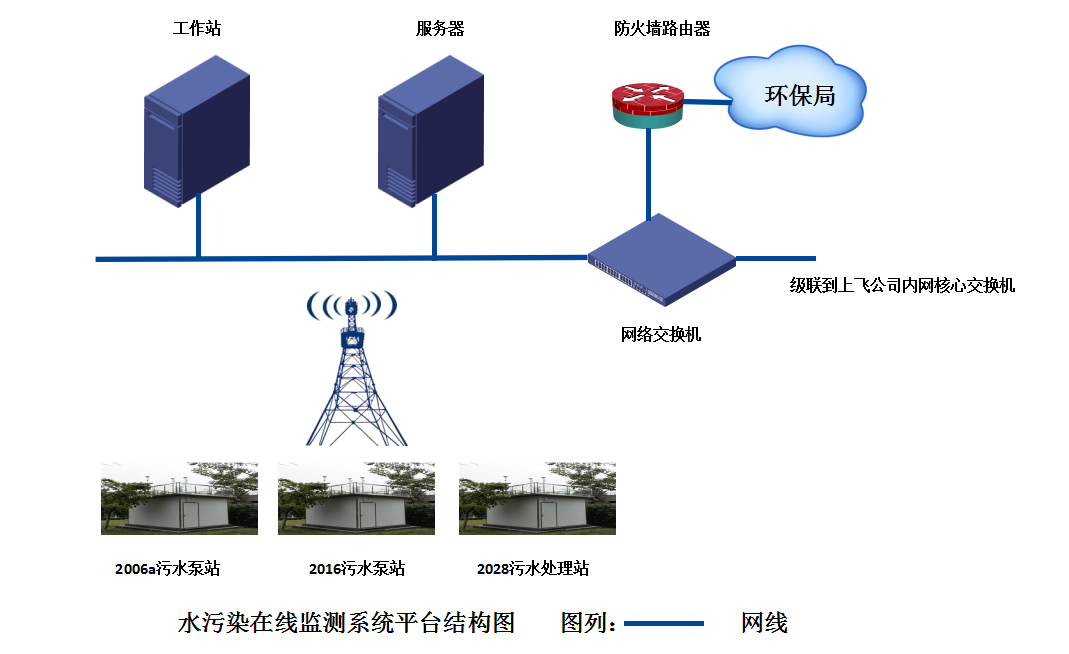 工作站
服务器
防火墙路由器
环保局
级联到上飞公司内网核心交换机
网络交换机
2006a污水泵站
2016污水泵站
2028污水处理站
水污染在线监测系统平台结构图
图列：
网线